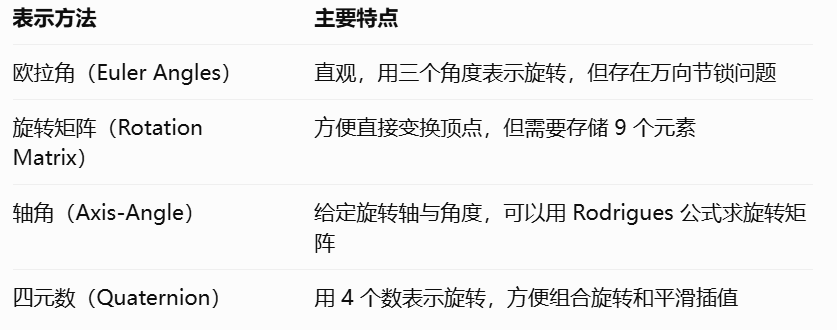 表示方法 主要特点
欧拉角（Euler Angles） 直观，用三个角度表示旋转，但存在万向节锁问题
旋转矩阵（Rotation Matrix） 方便直接变换顶点，但需要存储 9 个元素
轴角（Axis-Angle） 给定旋转轴与角度，可以用 Rodrigues 公式求旋转矩阵
四元数（Quaternion） 用 4 个数表示旋转，方便组合旋转和平滑插值